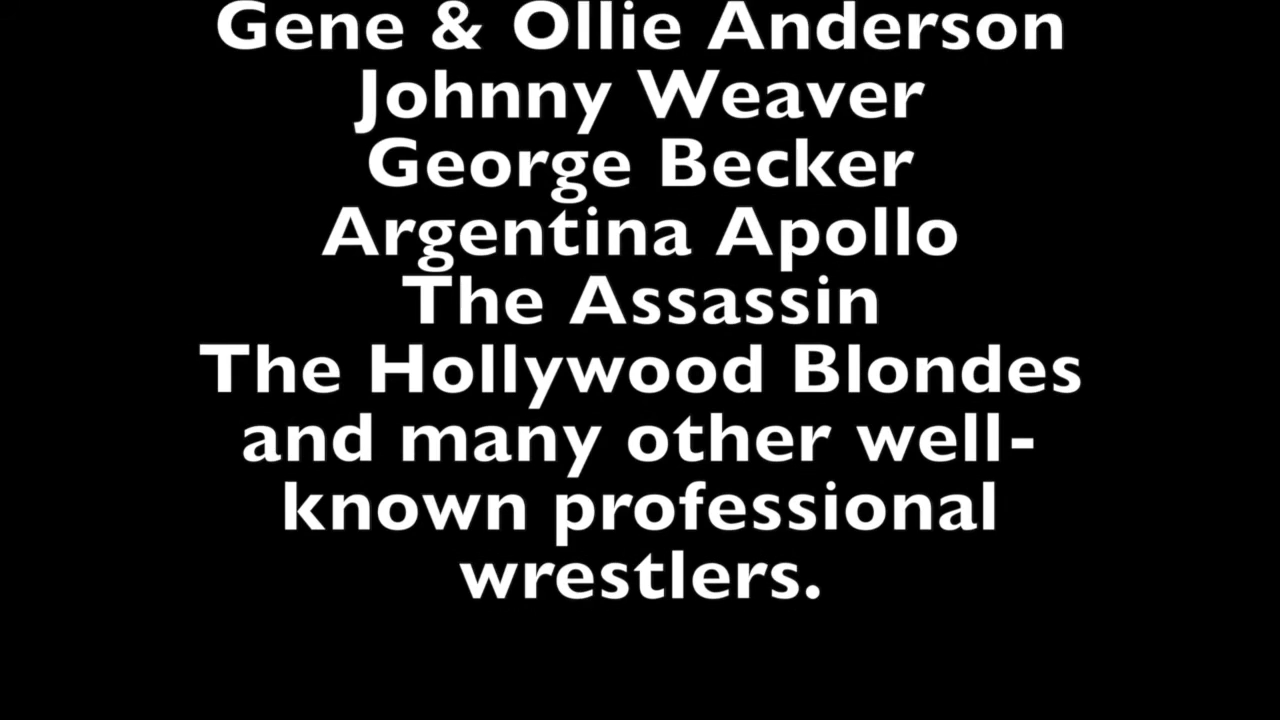 Gene & Ollie Anderson
Johnny Weaver
George Becker
Argentina Apollo
The Assassin
The Hollywood Blondes
and many other well-
known professional
wrestlers.